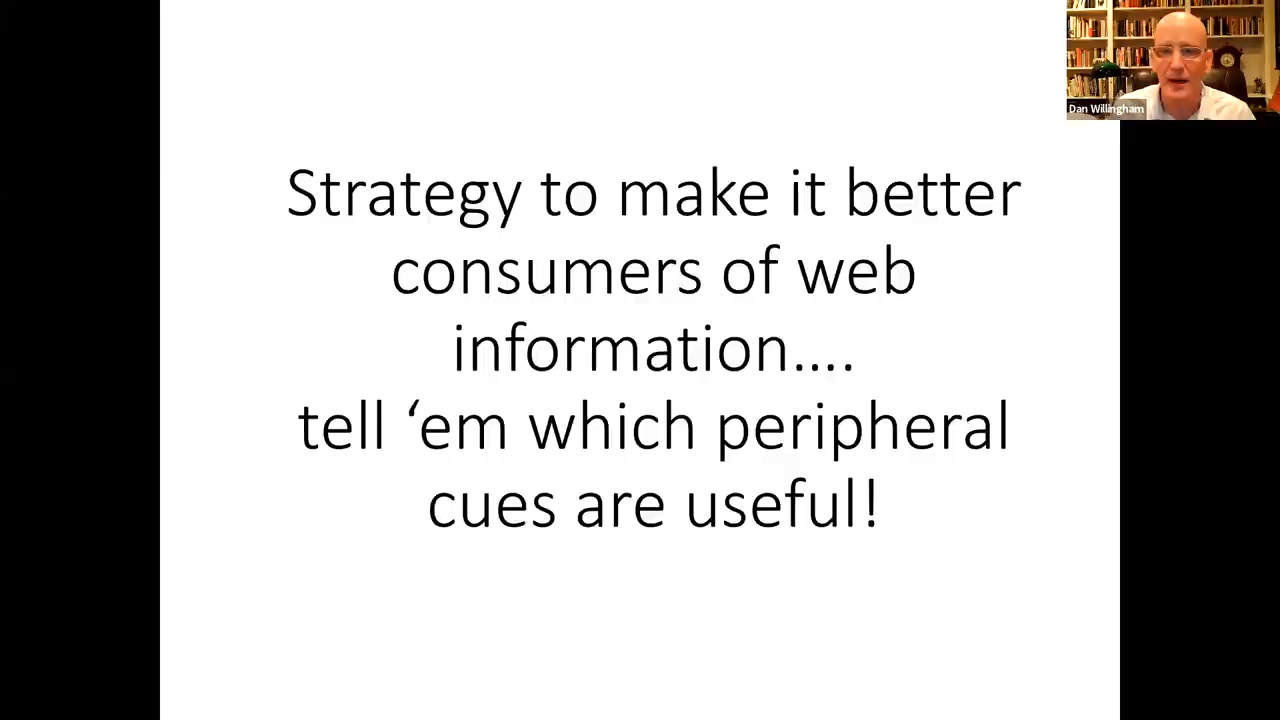 Dan Willingham
Strategy to make it better
consumers of web
information….
tell ‘em which peripheral
cues are useful!